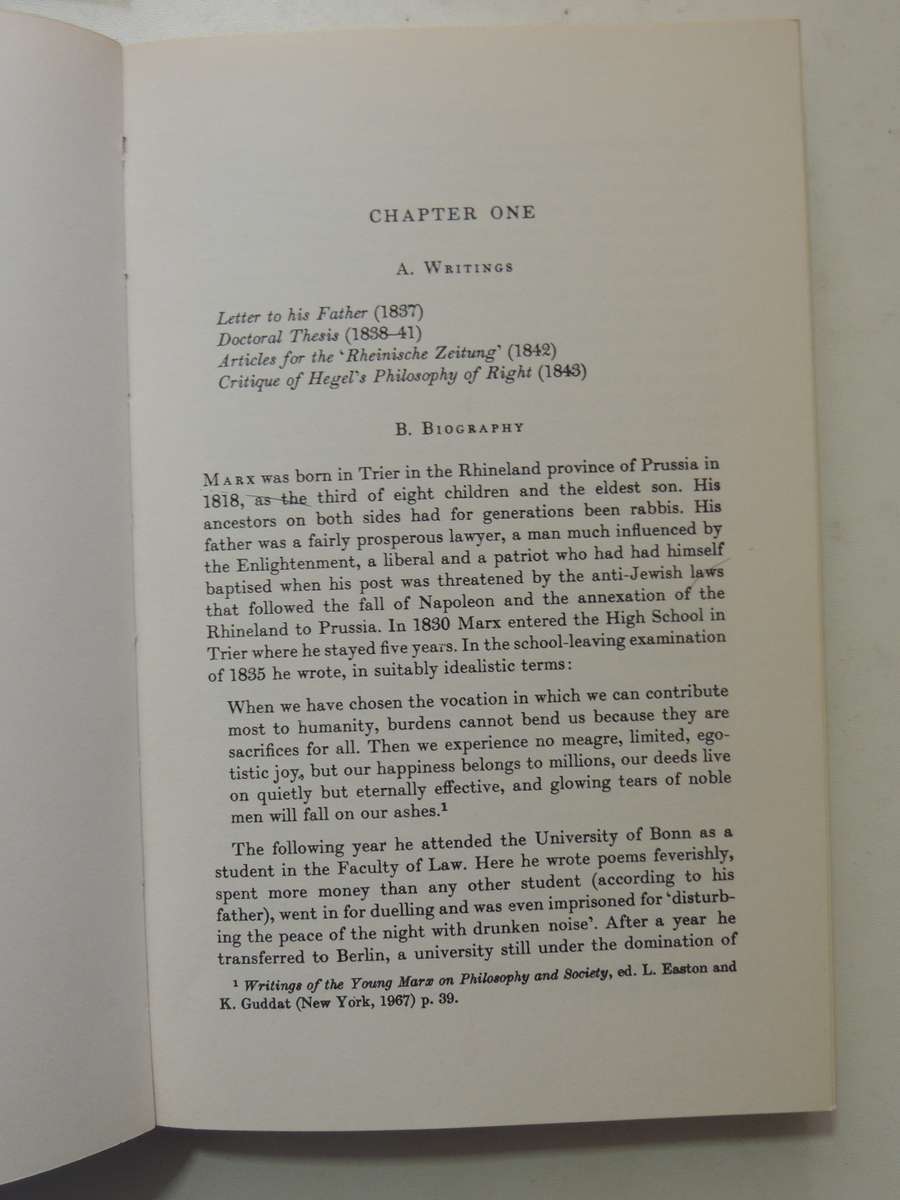 CHAPTER ONE
A. WRITINGS
Letter to his Father (1837)
Doctoral Thesis (1838–41)
Articles for the ‘Rheinische Zeitung’ (1842)
Critique of Hegel’s Philosophy of Right (1843)
B. BIOGRAPHY
MARX was born in Trier in the Rhineland province of Prussia in
1818, as the third of eight children and the eldest son. His
ancestors on both sides had for generations been rabbis. His
father was a fairly prosperous lawyer, a man much influenced by
the Enlightenment, a liberal and a patriot who had had himself
baptised when his post was threatened by the anti-Jewish laws
that followed the fall of Napoleon and the annexation of the
Rhineland to Prussia. In 1830 Marx entered the High School in
Trier where he stayed five years. In the school-leaving examination
of 1835 he wrote, in suitably idealistic terms:
When we have chosen the vocation in which we can contribute
most to humanity, burdens cannot bend us because they are
sacrifices for all. Then we experience no meagre, limited, ego-
tistic joy, but our happiness belongs to millions, our deeds live
on quietly but eternally effective, and glowing tears of noble
men will fall on our ashes.¹
The following year he attended the University of Bonn as a
student in the Faculty of Law. Here he wrote poems feverishly,
spent more money than any other student (according to his
father), went in for duelling and was even imprisoned for ‘disturb-
ing the peace of the night with drunken noise’. After a year he
transferred to Berlin, a university still under the domination of
¹ Writings of the Young Marx on Philosophy and Society, ed. L. Easton and
K. Guddat (New York, 1967) p. 39.